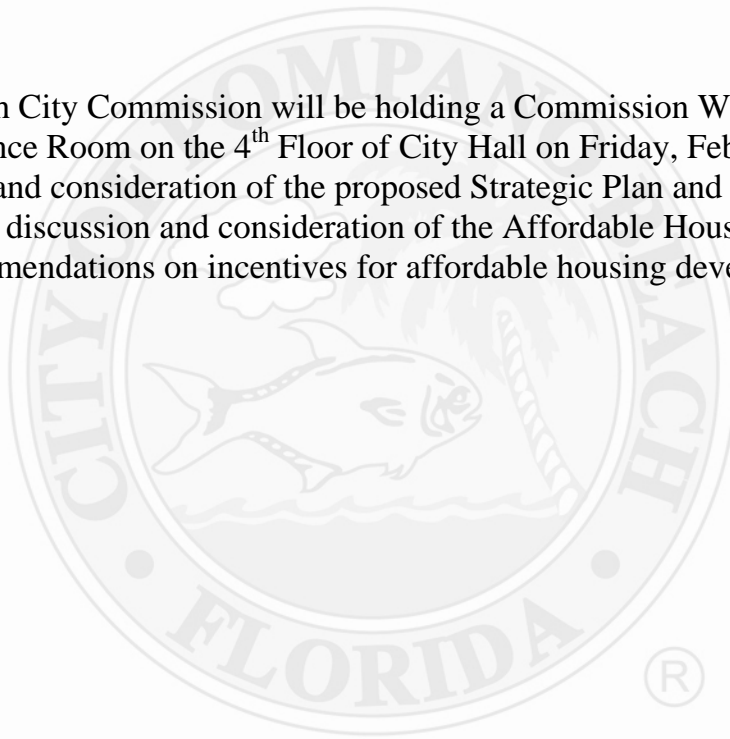 n City Commission will be holding a Commission W
nce Room on the 4th Floor of City Hall on Friday, Feb
and consideration of the proposed Strategic Plan and
discussion and consideration of the Affordable Hous
mendations on incentives for affordable housing deve
CITY OF POMPANO BEACH
• FLORIDA •
®